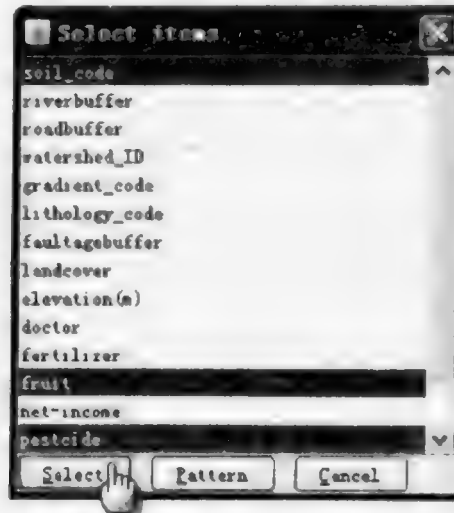 Select items
soil_code
riverbuffer
roadbuffer
watershed_ID
gradient_code
lithology_code
faultagebuffer
landcover
elevation(m)
doctor
fertilizer
fruit
net-income
pestcide
Select Pattern Cancel